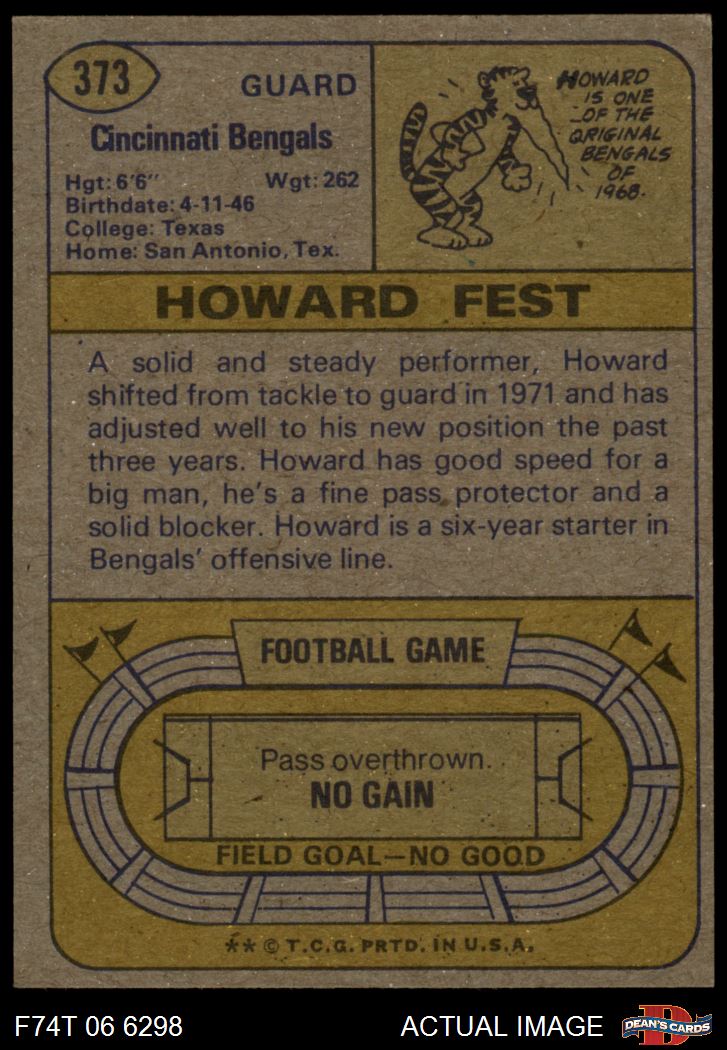 373
GUARD
Cincinnati Bengals
Hgt: 6'6" Wgt: 262
Birthdate: 4-11-46
College: Texas
Home: San Antonio, Tex.
HOWARD
IS ONE
OF THE
ORIGINAL
BENGALS
OF
1968.
HOWARD FEST
A solid and steady performer, Howard
shifted from tackle to guard in 1971 and has
adjusted well to his new position the past
three years. Howard has good speed for a
big man, he's a fine pass protector and a
solid blocker. Howard is a six-year starter in
Bengals' offensive line.
FOOTBALL GAME
Pass overthrown.
NO GAIN
FIELD GOAL—NO GOOD
** © T.C.G. PRTD. IN U.S.A.
F74T 06 6298
ACTUAL IMAGE
D
DEAN'S CARDS